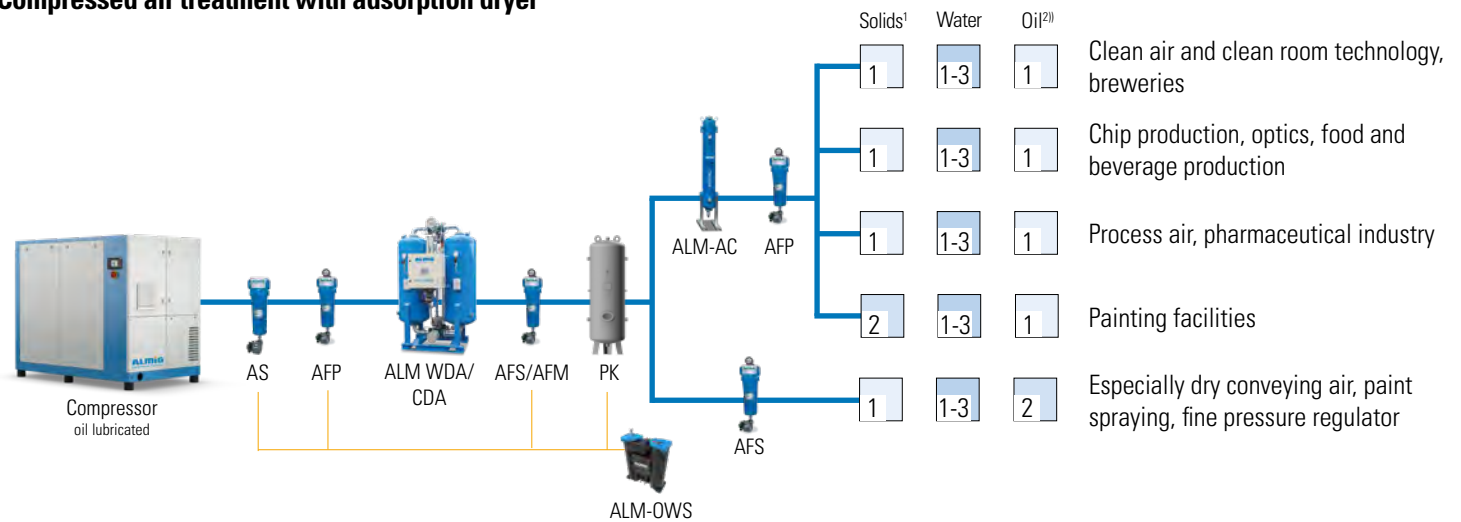 Compressed air treatment with adsorption dryer
Solids¹ Water Oil²⁾⁾
1 1-3 1 Clean air and clean room technology,
breweries
1 1-3 1 Chip production, optics, food and
beverage production
ALM-AC AFP
1 1-3 1 Process air, pharmaceutical industry
2 1-3 1 Painting facilities
ALMiG
AS AFP ALM WDA/
CDA AFS/AFM PK
Compressor
oil lubricated
1 1-3 2 Especially dry conveying air, paint
spraying, fine pressure regulator
AFS
ALM-OWS